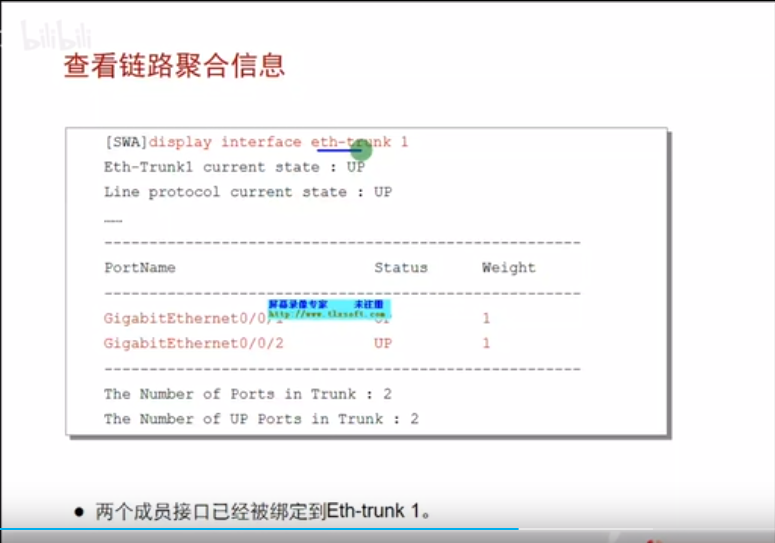 bilibili
查看链路聚合信息
[SWA]display interface eth-trunk 1
Eth-Trunk1 current state : UP
Line protocol current state : UP
……
------------------------------------------------------
PortName Status Weight
------------------------------------------------------
屏幕录像专家 未注册
http://www.tlxsoft.com
GigabitEthernet0/0/1 UP 1
GigabitEthernet0/0/2 UP 1
------------------------------------------------------
The Number of Ports in Trunk : 2
The Number of UP Ports in Trunk : 2
● 两个成员接口已经被绑定到Eth-trunk 1。